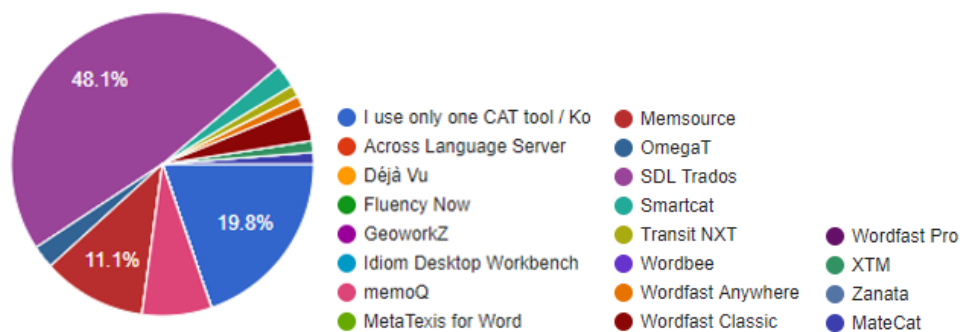 48.1%
19.8%
11.1%
I use only one CAT tool / Ko
Across Language Server
Déjà Vu
Fluency Now
GeoworkZ
Idiom Desktop Workbench
memoQ
MetaTexis for Word
Memsource
OmegaT
SDL Trados
Smartcat
Transit NXT
Wordbee
Wordfast Anywhere
Wordfast Classic
Wordfast Pro
XTM
Zanata
MateCat